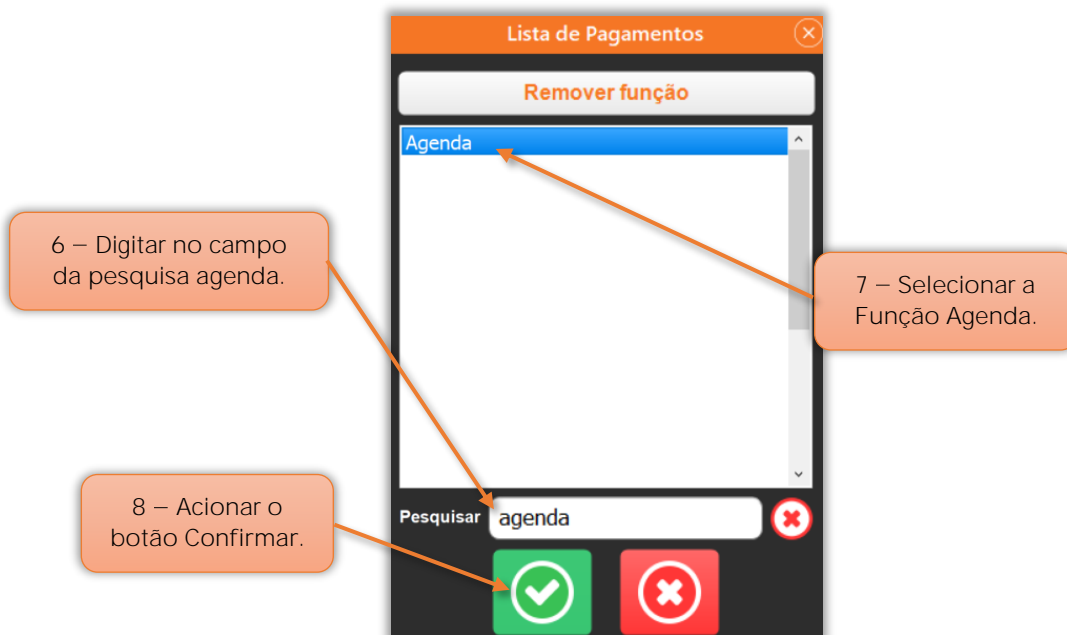 Lista de Pagamentos
Remover função
Agenda
6 – Digitar no campo
da pesquisa agenda.
7 – Selecionar a
Função Agenda.
8 – Acionar o
botão Confirmar.
Pesquisar agenda